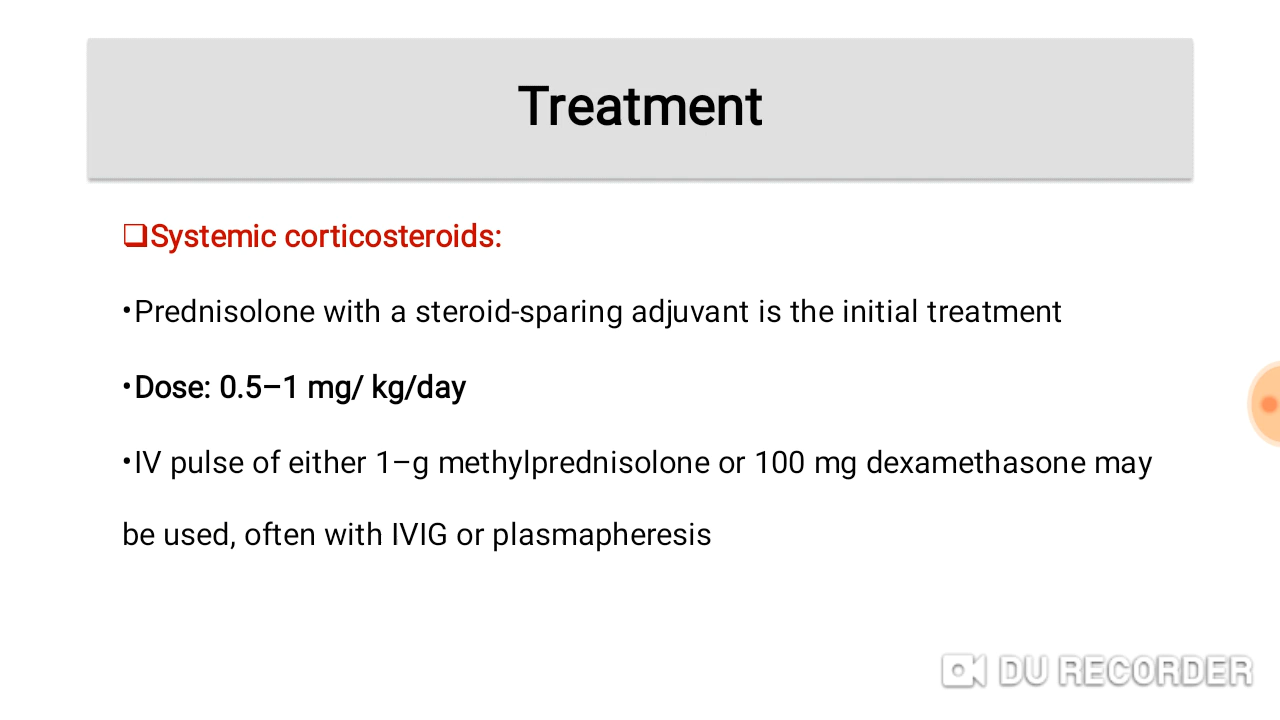 Treatment
❑Systemic corticosteroids:
•Prednisolone with a steroid-sparing adjuvant is the initial treatment
•Dose: 0.5–1 mg/ kg/day
•IV pulse of either 1–g methylprednisolone or 100 mg dexamethasone may
be used, often with IVIG or plasmapheresis
DU RECORDER